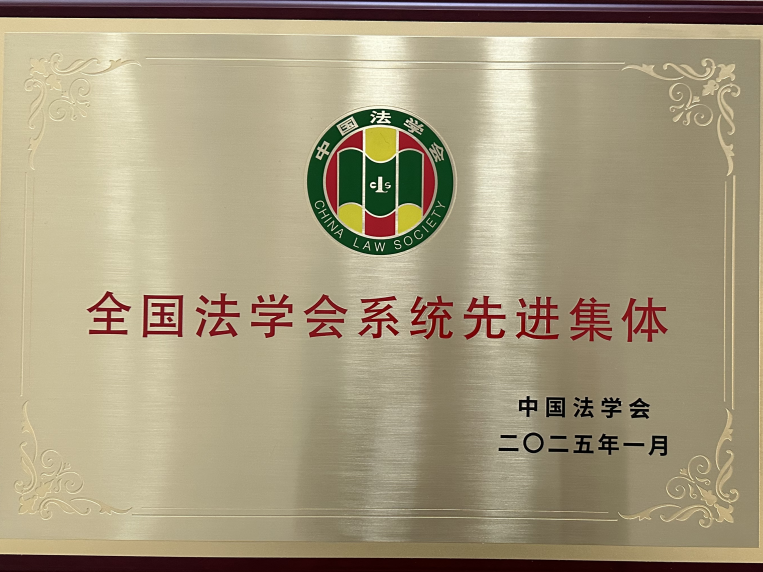 中国法学会
CLS
CHINA LAW SOCIETY
全国法学会系统先进集体
中国法学会
二〇二五年一月